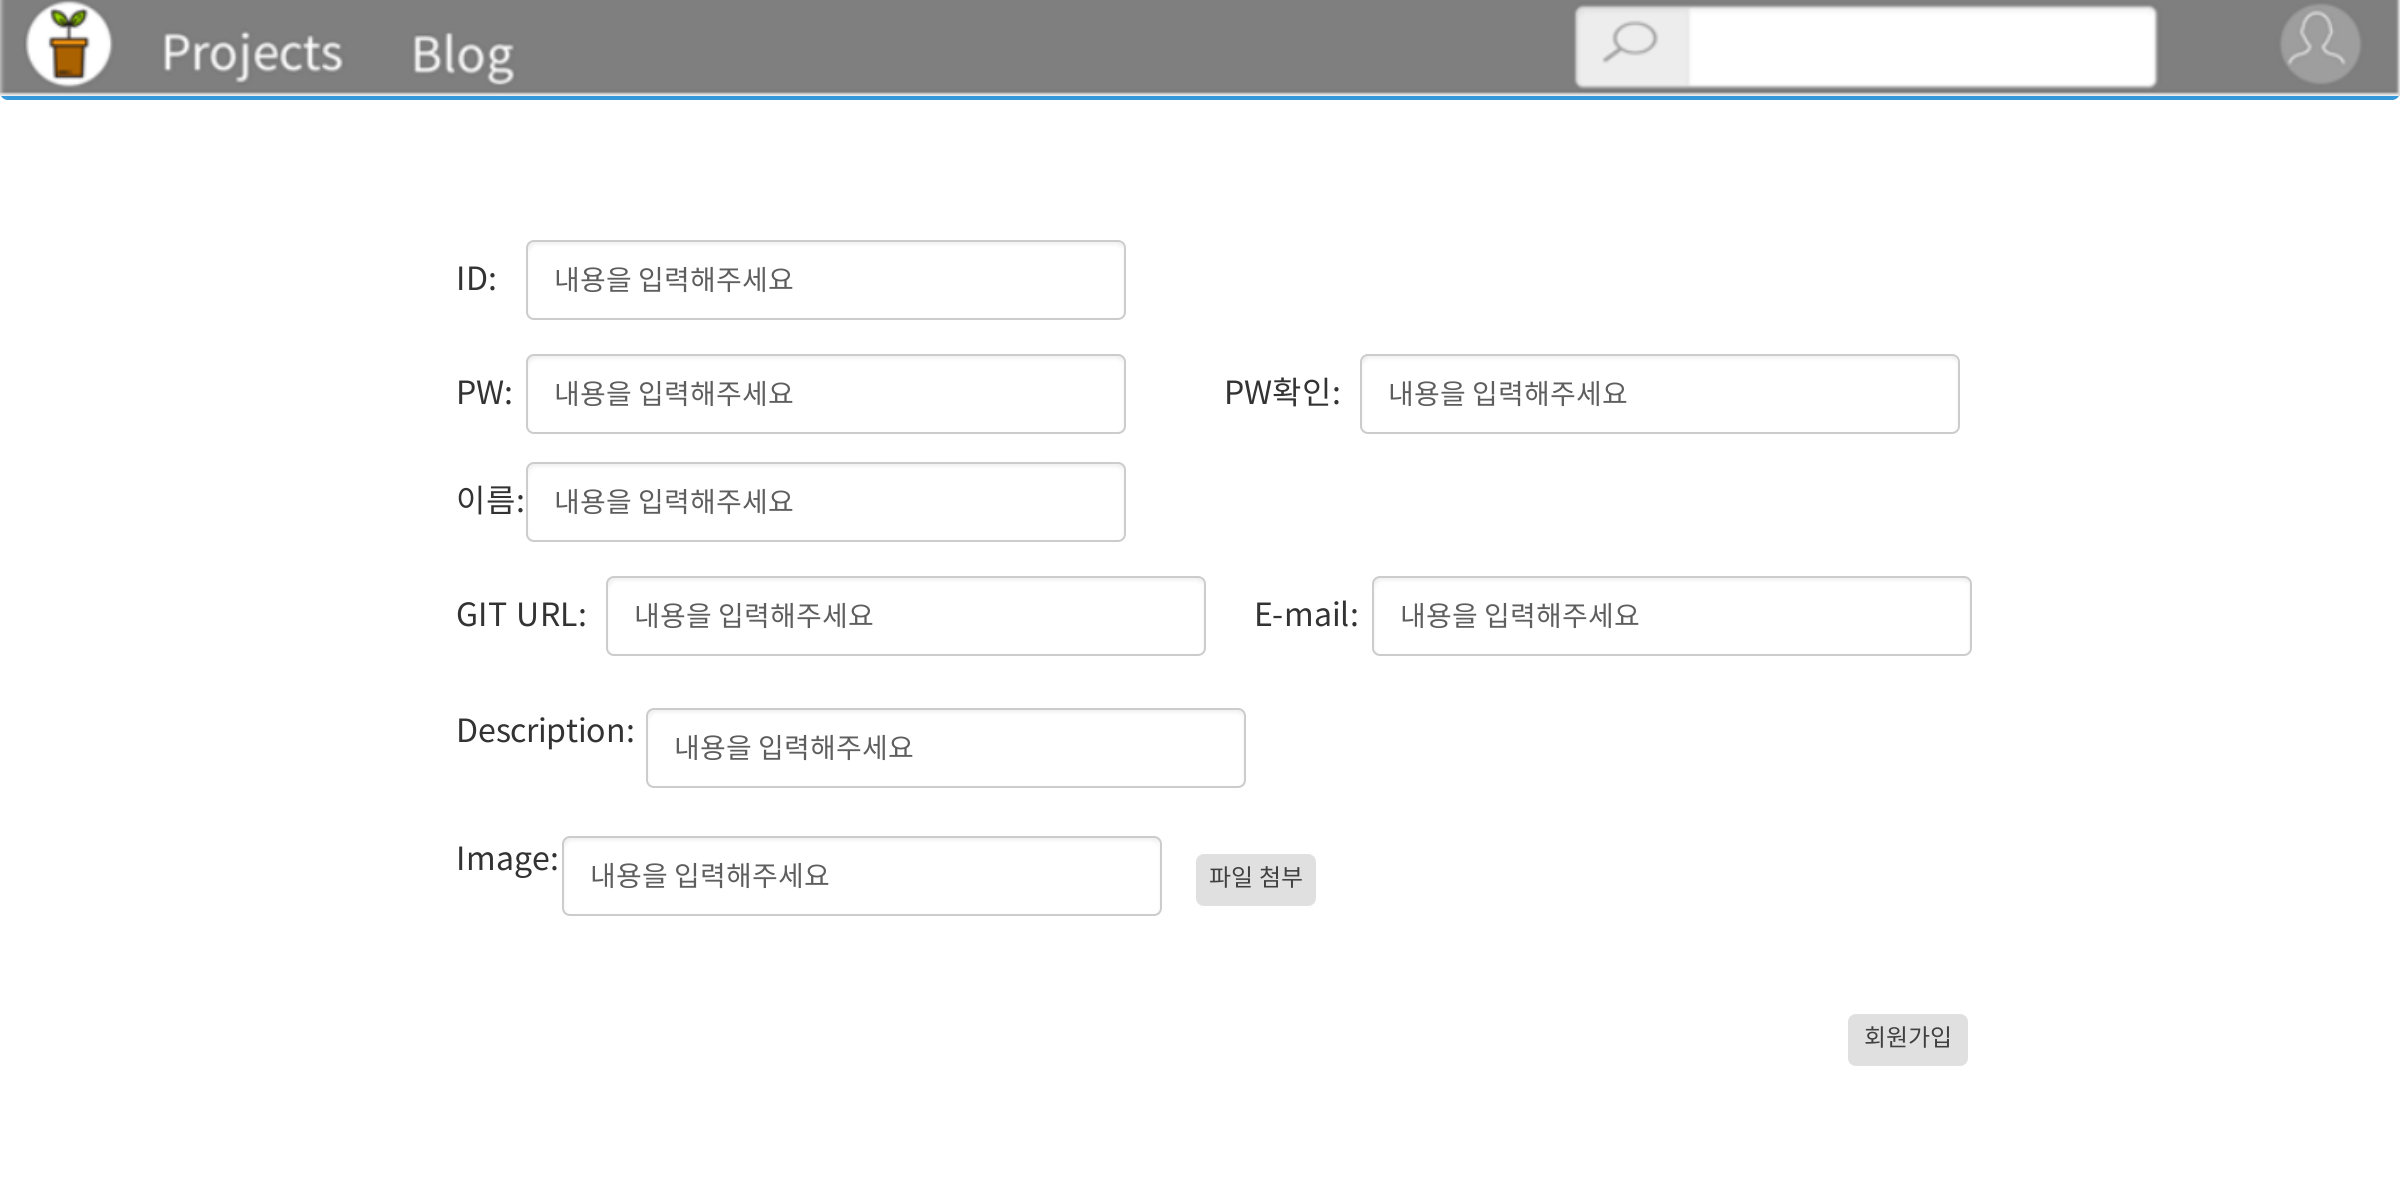 Projects Blog
ID: 내용을 입력해주세요
PW: 내용을 입력해주세요 PW확인: 내용을 입력해주세요
이름: 내용을 입력해주세요
GIT URL: 내용을 입력해주세요 E-mail: 내용을 입력해주세요
Description: 내용을 입력해주세요
Image: 내용을 입력해주세요 파일 첨부
회원가입